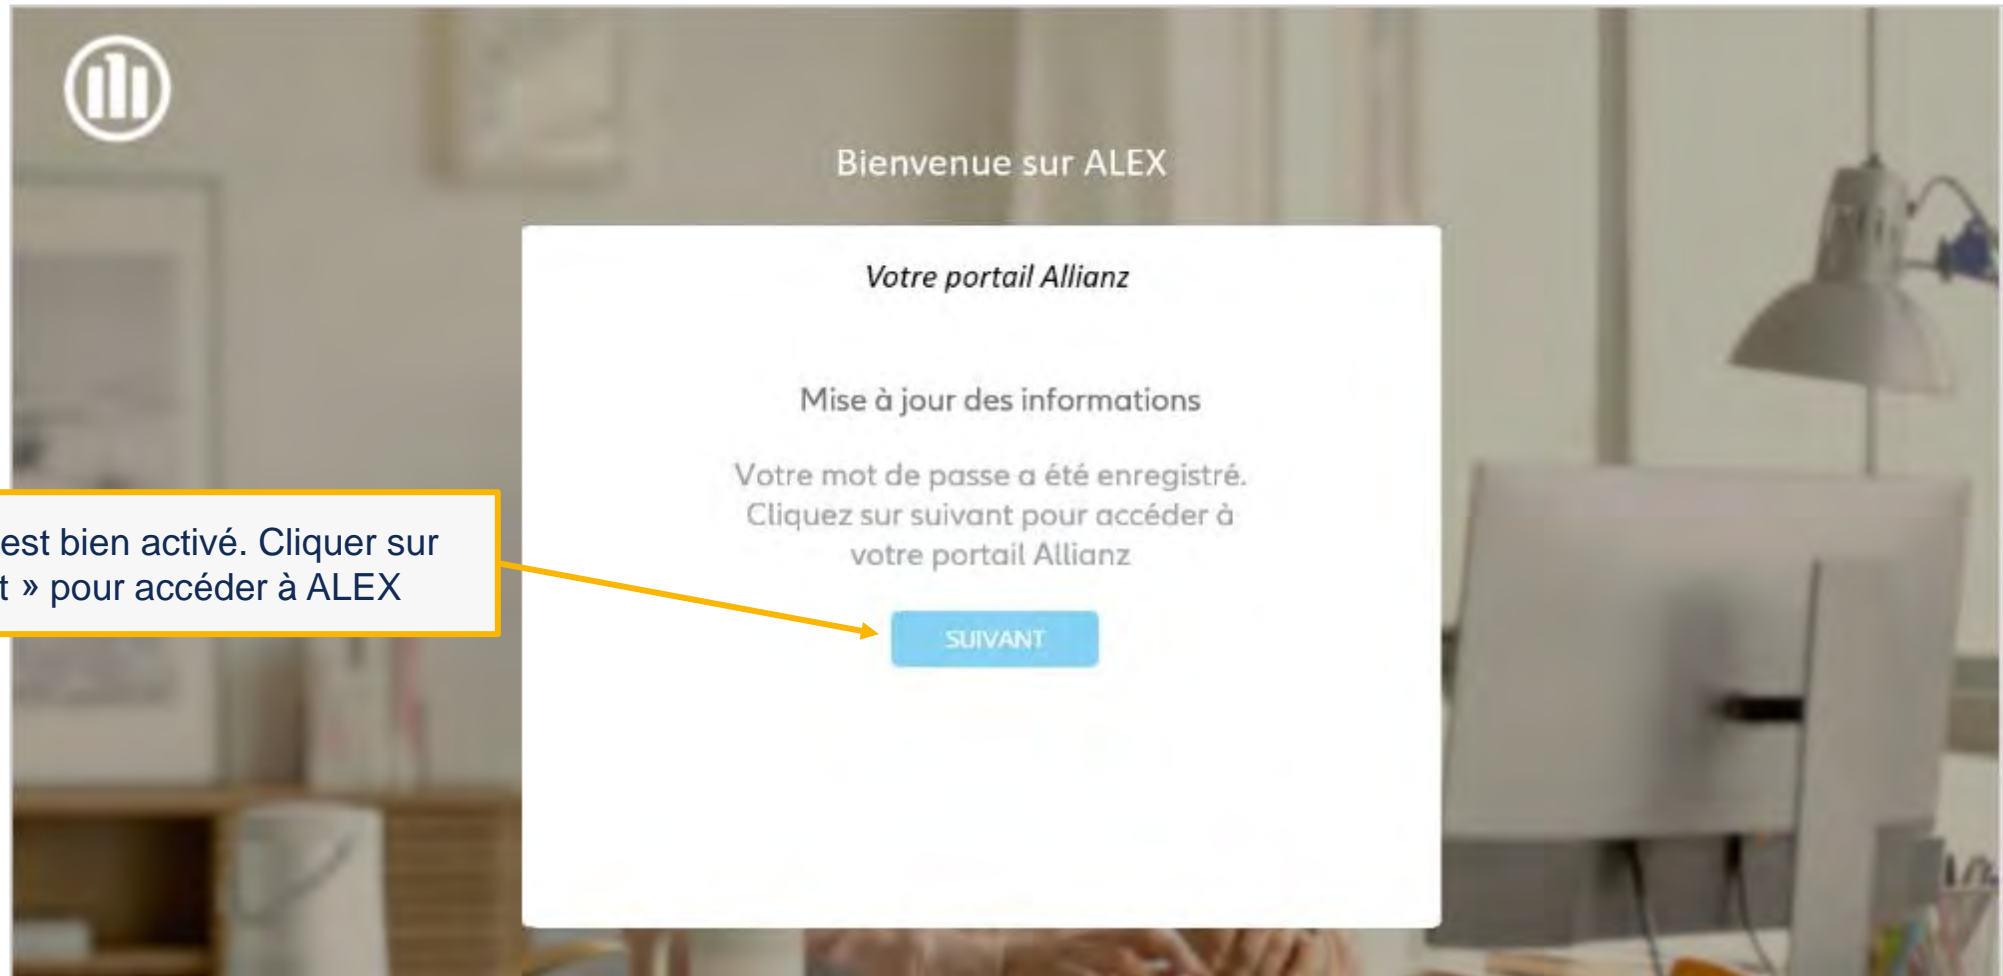 Bienvenue sur ALEX
Votre portail Allianz
Mise à jour des informations
Votre mot de passe a été enregistré.
Cliquez sur suivant pour accéder à
votre portail Allianz
est bien activé. Cliquer sur
t » pour accéder à ALEX
SUIVANT